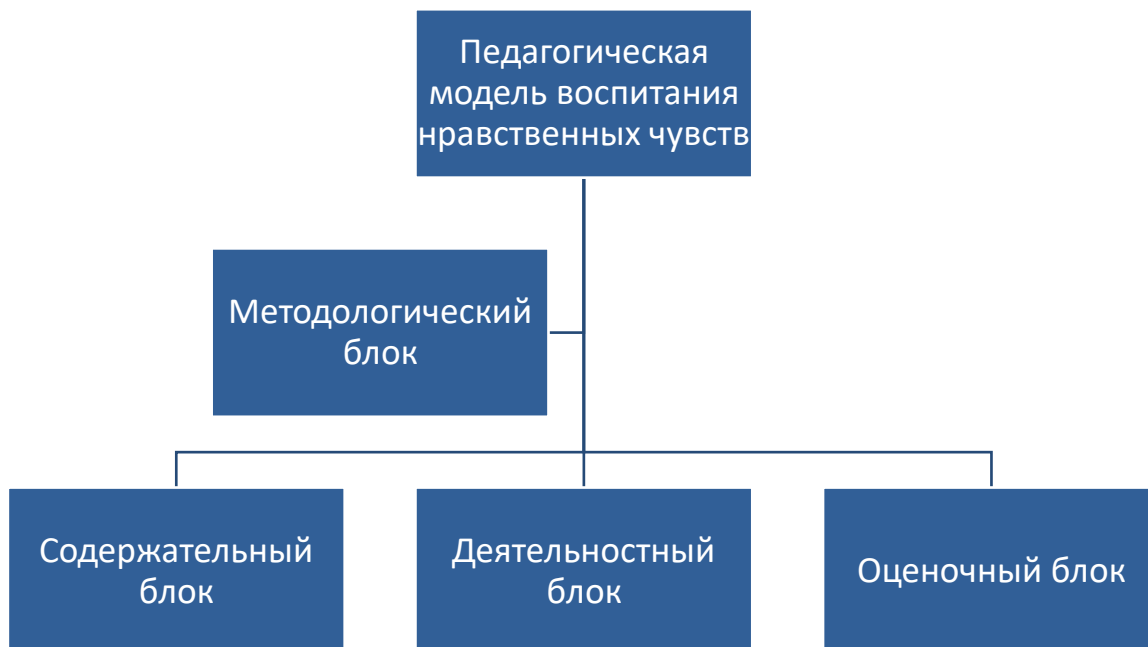 Педагогическая
модель воспитания
нравственных чувств
Методологический
блок
Содержательный
блок
Деятельностный
блок
Оценочный блок